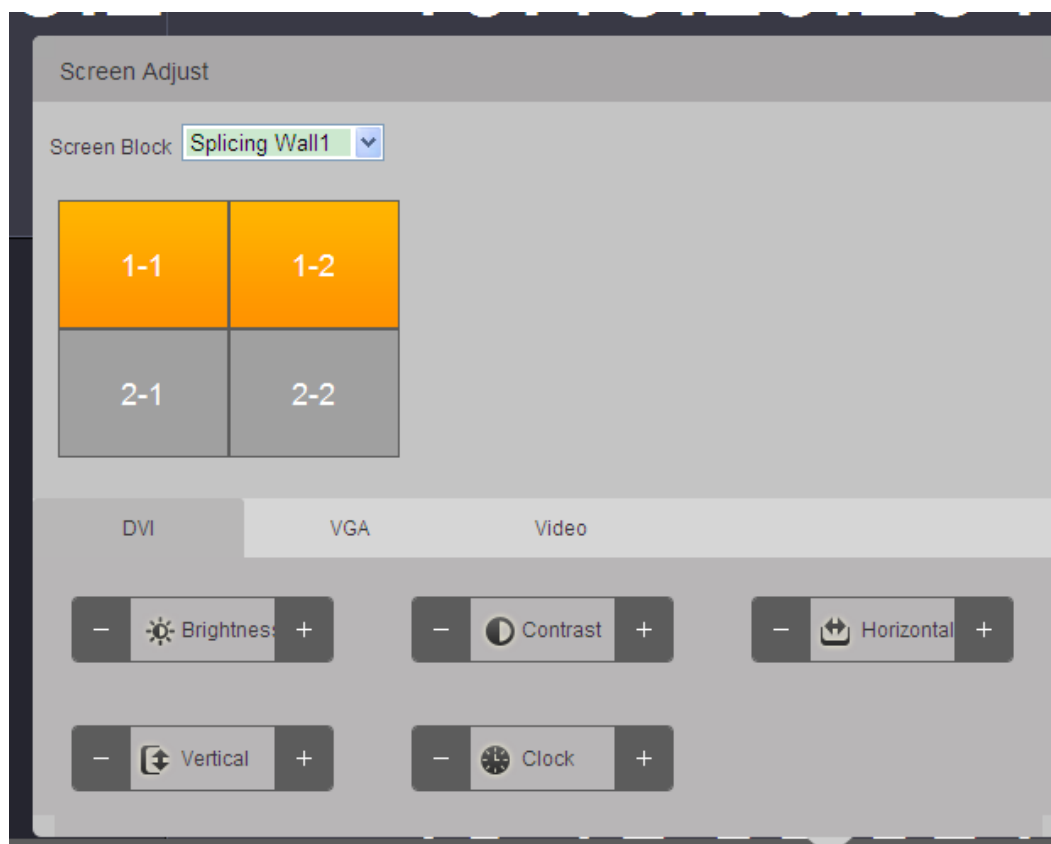 Screen Adjust
Screen Block Splicing Wall1
1-1 1-2
2-1 2-2
DVI VGA Video
− Brightness + − Contrast + − Horizontal +
− Vertical + − Clock +